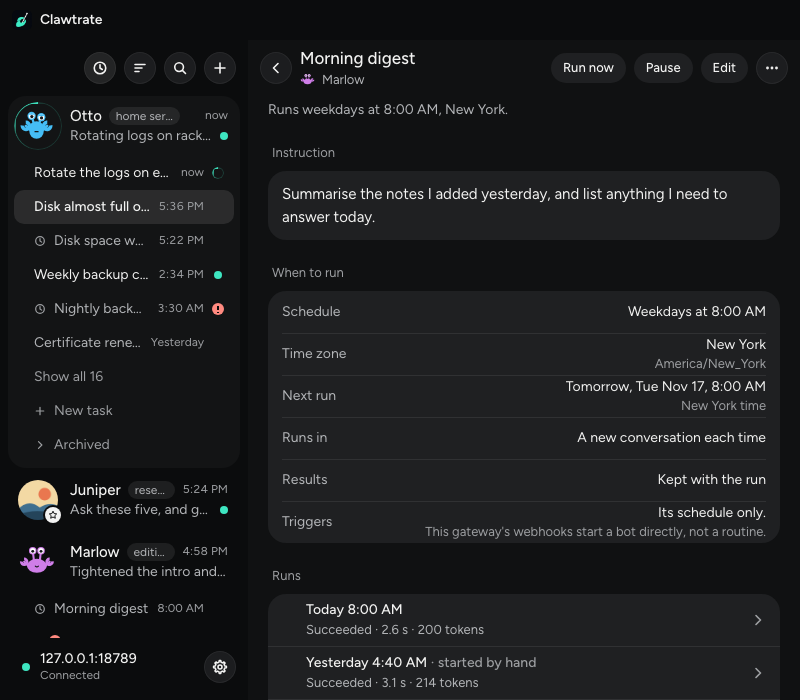 Clawtrate
Otto home ser... now
Rotating logs on rack...
Rotate the logs on e... now
Disk almost full o... 5:36 PM
Disk space w... 5:22 PM
Weekly backup c... 2:34 PM
Nightly back... 3:30 AM
Certificate rene... Yesterday
Show all 16
New task
Archived
Juniper rese... 5:24 PM
Ask these five, and g...
Marlow editi... 4:58 PM
Tightened the intro and...
Morning digest 8:00 AM
127.0.0.1:18789
Connected
Morning digest
Marlow
Run now
Pause
Edit
Runs weekdays at 8:00 AM, New York.
Instruction
Summarise the notes I added yesterday, and list anything I need to
answer today.
When to run
Schedule Weekdays at 8:00 AM
Time zone New York
America/New_York
Next run Tomorrow, Tue Nov 17, 8:00 AM
New York time
Runs in A new conversation each time
Results Kept with the run
Triggers Its schedule only.
This gateway's webhooks start a bot directly, not a routine.
Runs
Today 8:00 AM
Succeeded · 2.6 s · 200 tokens
Yesterday 4:40 AM · started by hand
Succeeded · 3.1 s · 214 tokens